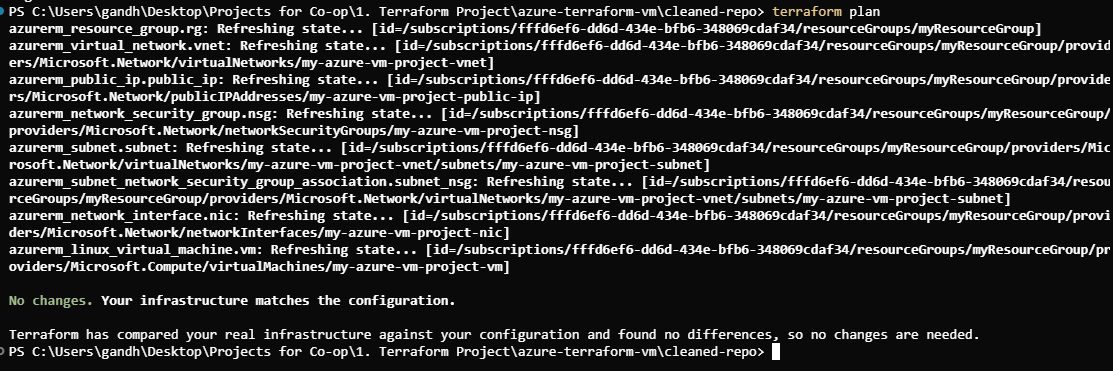 PS C:\Users\gandh\Desktop\Projects for Co-op\1. Terraform Project\azure-terraform-vm\cleaned-repo> terraform plan
azurerm_resource_group.rg: Refreshing state... [id=/subscriptions/fffd6ef6-dd6d-434e-bfb6-348069cdaf34/resourceGroups/myResourceGroup]
azurerm_virtual_network.vnet: Refreshing state... [id=/subscriptions/fffd6ef6-dd6d-434e-bfb6-348069cdaf34/resourceGroups/myResourceGroup/provid
ers/Microsoft.Network/virtualNetworks/my-azure-vm-project-vnet]
azurerm_public_ip.public_ip: Refreshing state... [id=/subscriptions/fffd6ef6-dd6d-434e-bfb6-348069cdaf34/resourceGroups/myResourceGroup/provide
rs/Microsoft.Network/publicIPAddresses/my-azure-vm-project-public-ip]
azurerm_network_security_group.nsg: Refreshing state... [id=/subscriptions/fffd6ef6-dd6d-434e-bfb6-348069cdaf34/resourceGroups/myResourceGroup/
providers/Microsoft.Network/networkSecurityGroups/my-azure-vm-project-nsg]
azurerm_subnet.subnet: Refreshing state... [id=/subscriptions/fffd6ef6-dd6d-434e-bfb6-348069cdaf34/resourceGroups/myResourceGroup/providers/Mic
rosoft.Network/virtualNetworks/my-azure-vm-project-vnet/subnets/my-azure-vm-project-subnet]
azurerm_subnet_network_security_group_association.subnet_nsg: Refreshing state... [id=/subscriptions/fffd6ef6-dd6d-434e-bfb6-348069cdaf34/resou
rceGroups/myResourceGroup/providers/Microsoft.Network/virtualNetworks/my-azure-vm-project-vnet/subnets/my-azure-vm-project-subnet]
azurerm_network_interface.nic: Refreshing state... [id=/subscriptions/fffd6ef6-dd6d-434e-bfb6-348069cdaf34/resourceGroups/myResourceGroup/provi
ders/Microsoft.Network/networkInterfaces/my-azure-vm-project-nic]
azurerm_linux_virtual_machine.vm: Refreshing state... [id=/subscriptions/fffd6ef6-dd6d-434e-bfb6-348069cdaf34/resourceGroups/myResourceGroup/pr
oviders/Microsoft.Compute/virtualMachines/my-azure-vm-project-vm]
No changes. Your infrastructure matches the configuration.
Terraform has compared your real infrastructure against your configuration and found no differences, so no changes are needed.
PS C:\Users\gandh\Desktop\Projects for Co-op\1. Terraform Project\azure-terraform-vm\cleaned-repo>